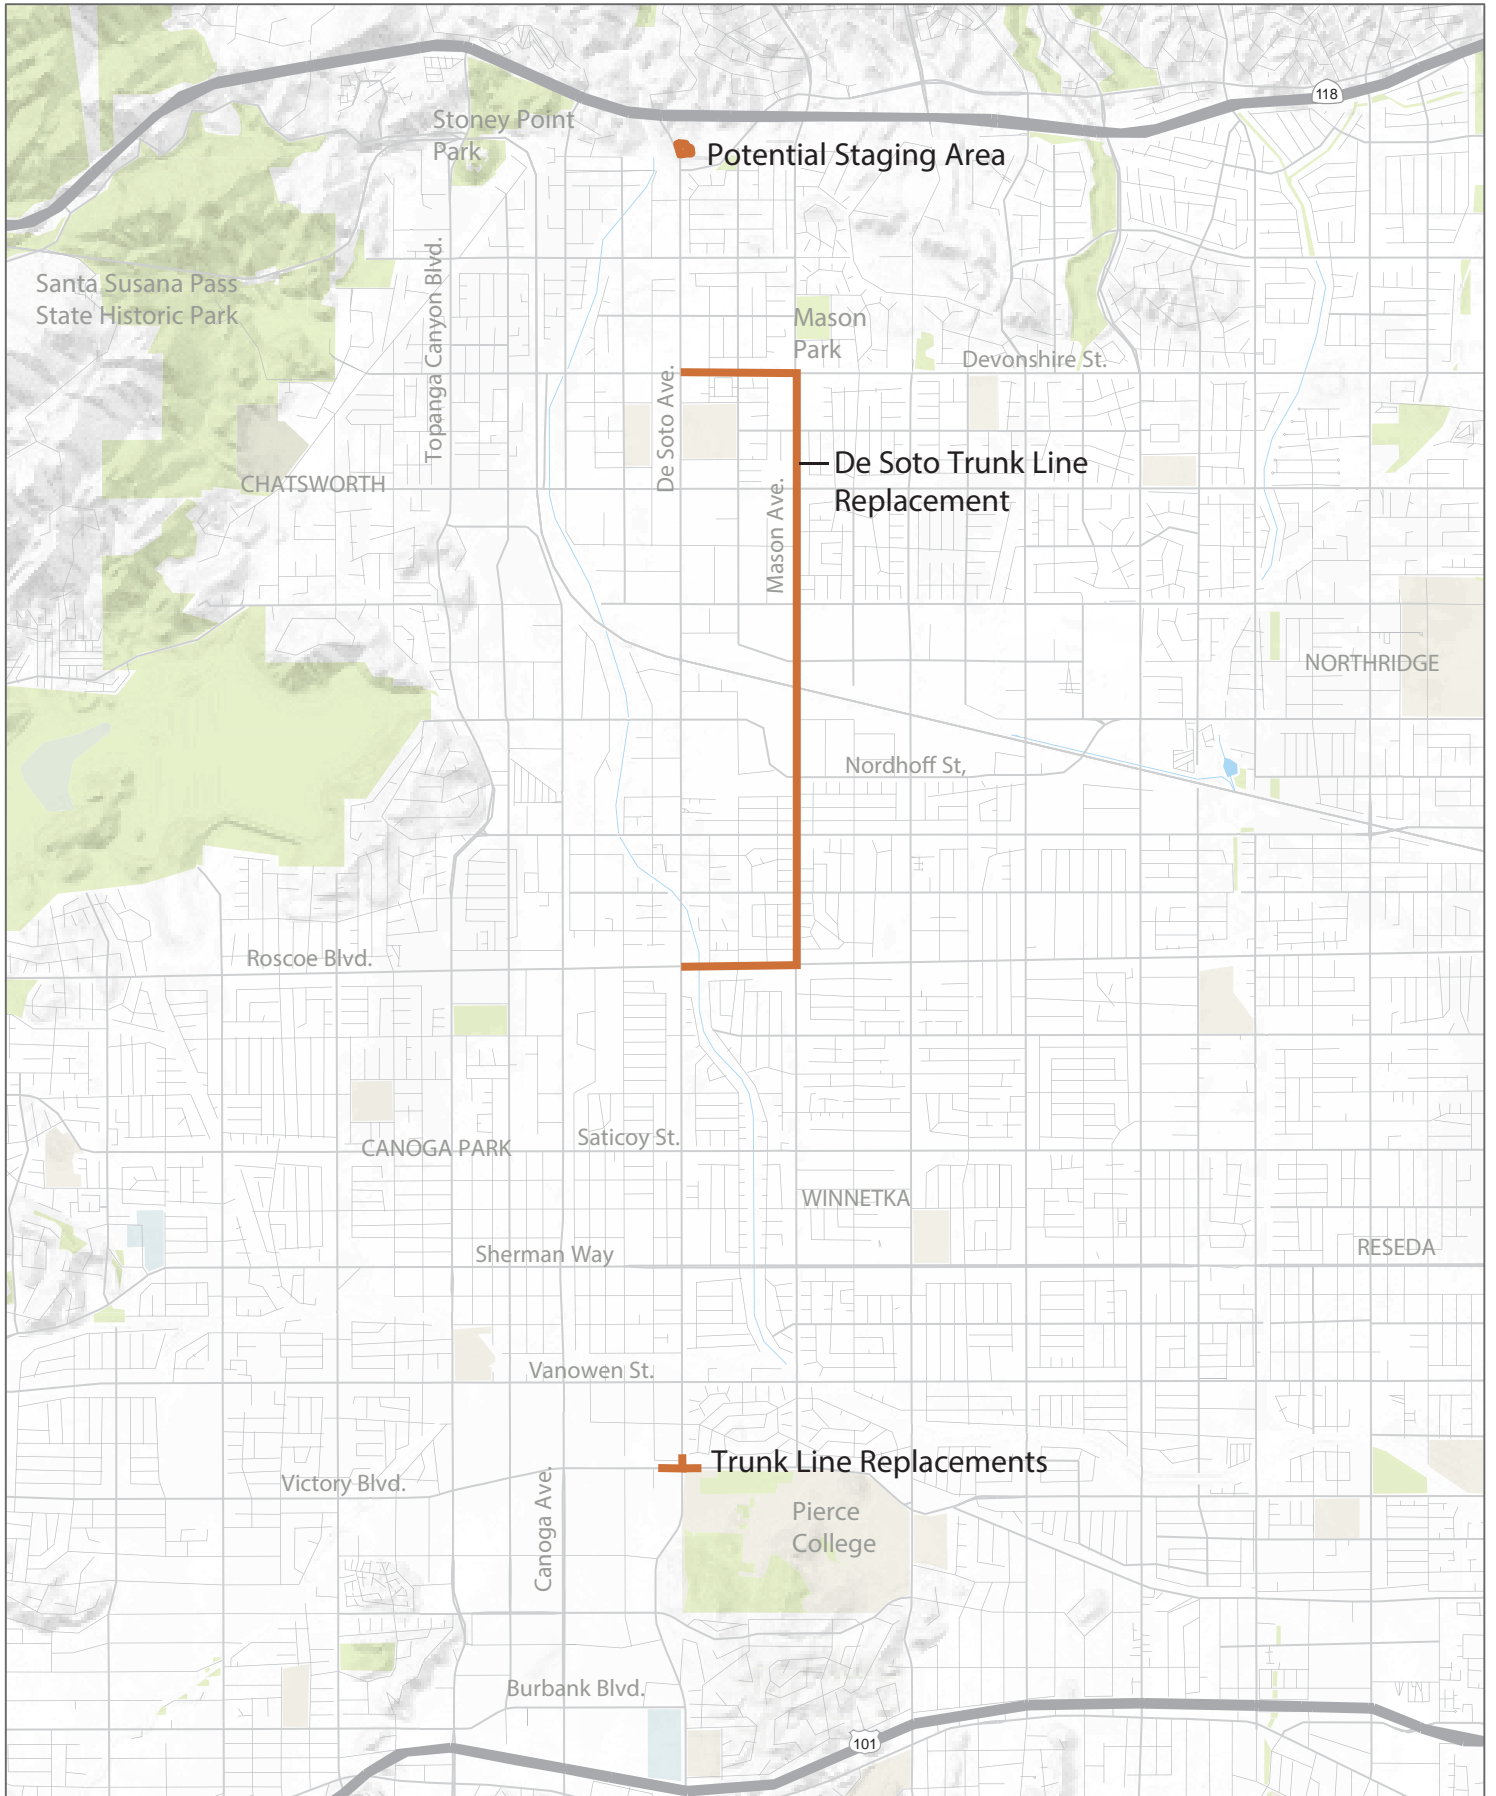 118
Stoney Point
Park
Potential Staging Area
Santa Susana Pass
State Historic Park
Topanga Canyon Blvd.
Mason
Park
Devonshire St.
De Soto Ave.
De Soto Trunk Line
Replacement
CHATSWORTH
Mason Ave.
NORTHRIDGE
Nordhoff St,
Roscoe Blvd.
Saticoy St.
CANOGA PARK
WINNETKA
Sherman Way
RESEDA
Vanowen St.
Trunk Line Replacements
Victory Blvd.
Canoga Ave.
Pierce
College
Burbank Blvd.
101